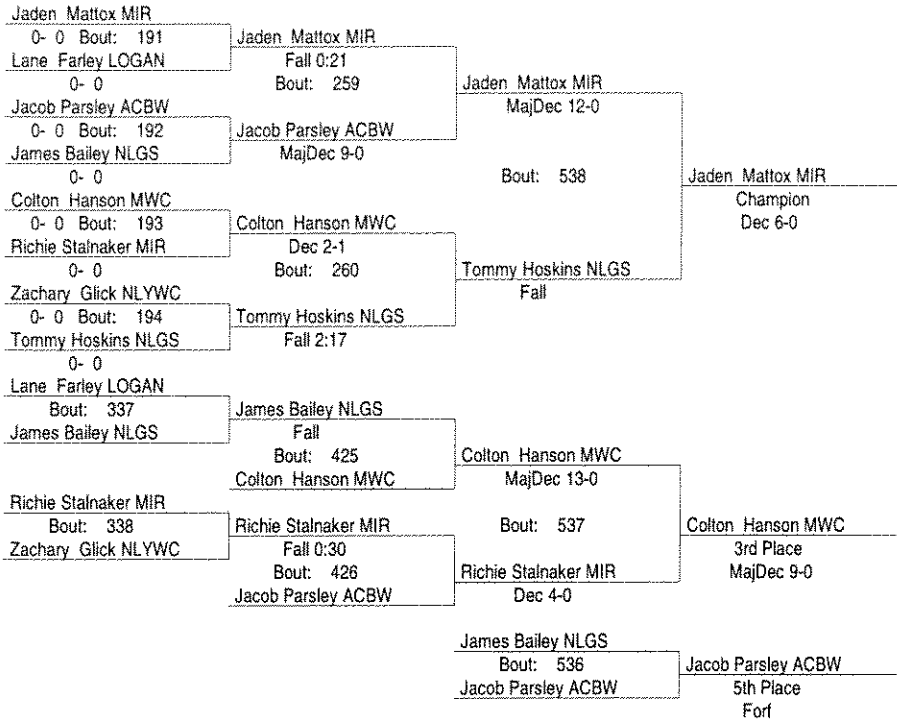 Jaden Mattox MIR
0- 0 Bout: 191
Lane Farley LOGAN
0- 0
Jacob Parsley ACBW
0- 0 Bout: 192
James Bailey NLGS
0- 0
Colton Hanson MWC
0- 0 Bout: 193
Richie Stalnaker MIR
0- 0
Zachary Glick NLYWC
0- 0 Bout: 194
Tommy Hoskins NLGS
0- 0
Jaden Mattox MIR
Fall 0:21
Bout: 259
Jacob Parsley ACBW
MajDec 9-0
Colton Hanson MWC
Dec 2-1
Bout: 260
Tommy Hoskins NLGS
Fall 2:17
Jaden Mattox MIR
MajDec 12-0
Bout: 538
Tommy Hoskins NLGS
Fall
Jaden Mattox MIR
Champion
Dec 6-0
Lane Farley LOGAN
Bout: 337
James Bailey NLGS
Richie Stalnaker MIR
Bout: 338
Zachary Glick NLYWC
James Bailey NLGS
Fall
Bout: 425
Colton Hanson MWC
Richie Stalnaker MIR
Fall 0:30
Bout: 426
Jacob Parsley ACBW
Colton Hanson MWC
MajDec 13-0
Bout: 537
Richie Stalnaker MIR
Dec 4-0
Colton Hanson MWC
3rd Place
MajDec 9-0
James Bailey NLGS
Bout: 536
Jacob Parsley ACBW
Jacob Parsley ACBW
5th Place
Forf